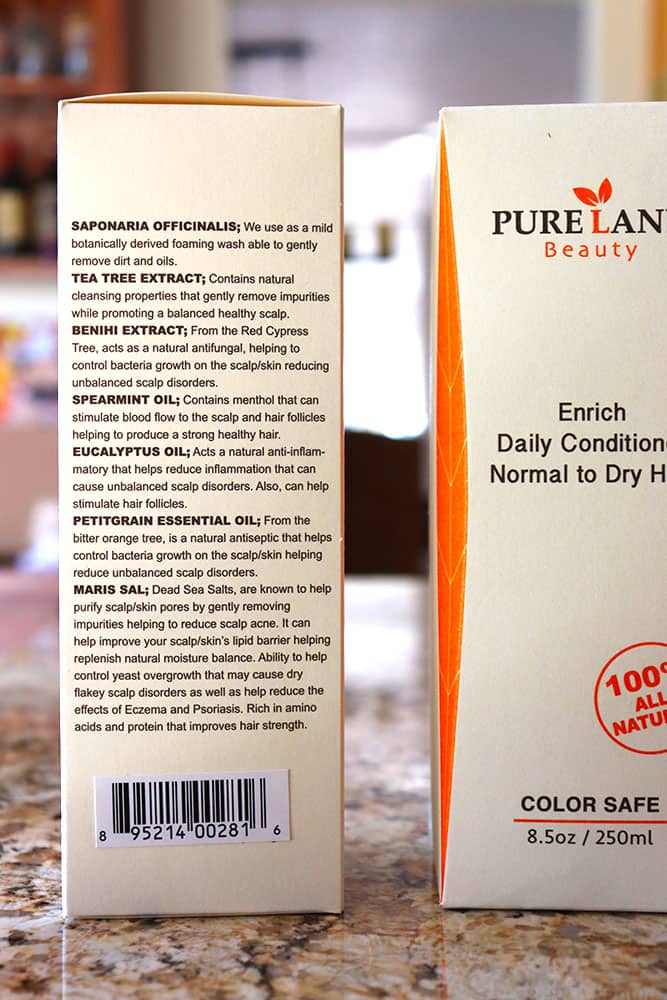 SAPONARIA OFFICINALIS; We use as a mild
botanically derived foaming wash able to gently
remove dirt and oils.
TEA TREE EXTRACT; Contains natural
cleansing properties that gently remove impurities
while promoting a balanced healthy scalp.
BENIHI EXTRACT; From the Red Cypress
Tree, acts as a natural antifungal, helping to
control bacteria growth on the scalp/skin reducing
unbalanced scalp disorders.
SPEARMINT OIL; Contains menthol that can
stimulate blood flow to the scalp and hair follicles
helping to produce a strong healthy hair.
EUCALYPTUS OIL; Acts a natural anti-inflam-
matory that helps reduce inflammation that can
cause unbalanced scalp disorders. Also, can help
stimulate hair follicles.
PETITGRAIN ESSENTIAL OIL; From the
bitter orange tree, is a natural antiseptic that helps
control bacteria growth on the scalp/skin helping
reduce unbalanced scalp disorders.
MARIS SAL; Dead Sea Salts, are known to help
purify scalp/skin pores by gently removing
impurities helping to reduce scalp acne. It can
help improve your scalp/skin's lipid barrier helping
replenish natural moisture balance. Ability to help
control yeast overgrowth that may cause dry
flakey scalp disorders as well as help reduce the
effects of Eczema and Psoriasis. Rich in amino
acids and protein that improves hair strength.
8 95214 00281 6
PURE LAN
Beauty
Enrich
Daily Condition
Normal to Dry H
100%
ALL
NATU
COLOR SAFE
8.5oz / 250ml